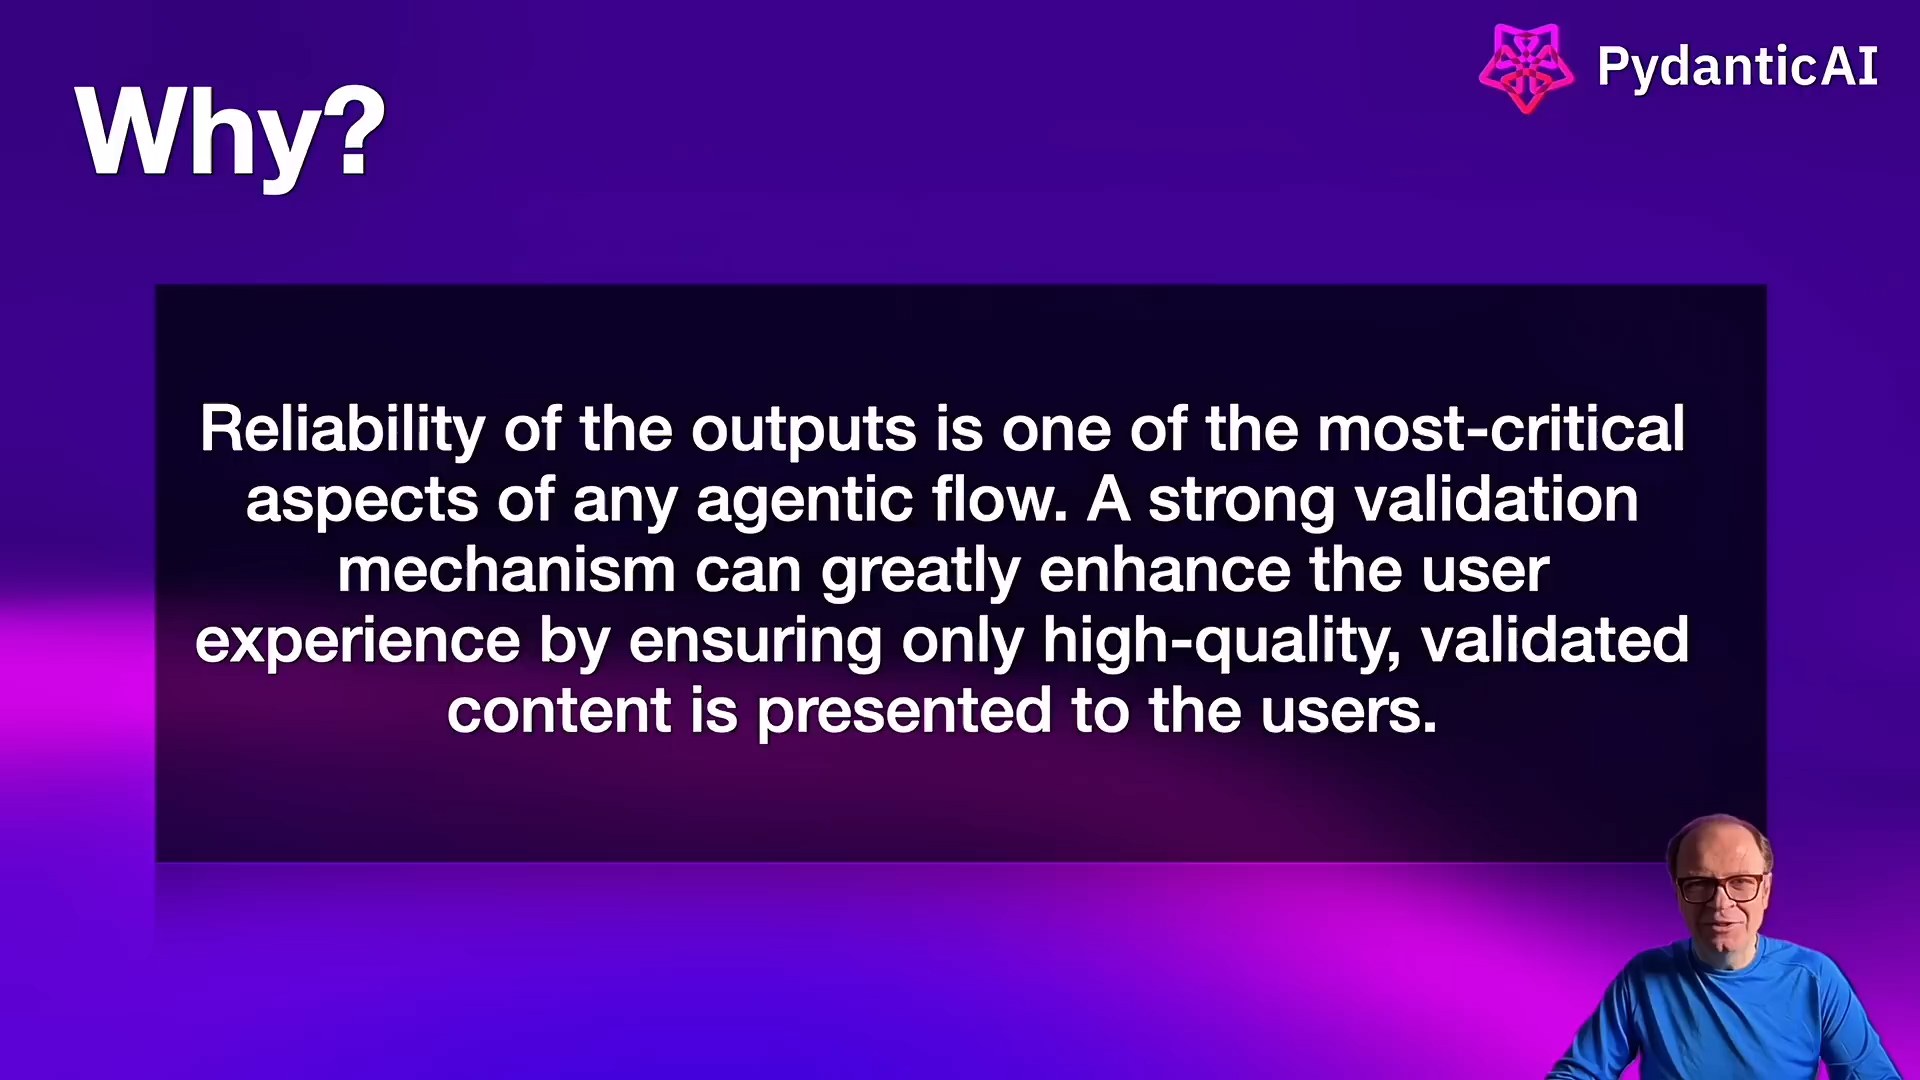 Why?
PydanticAI
Reliability of the outputs is one of the most-critical
aspects of any agentic flow. A strong validation
mechanism can greatly enhance the user
experience by ensuring only high-quality, validated
content is presented to the users.